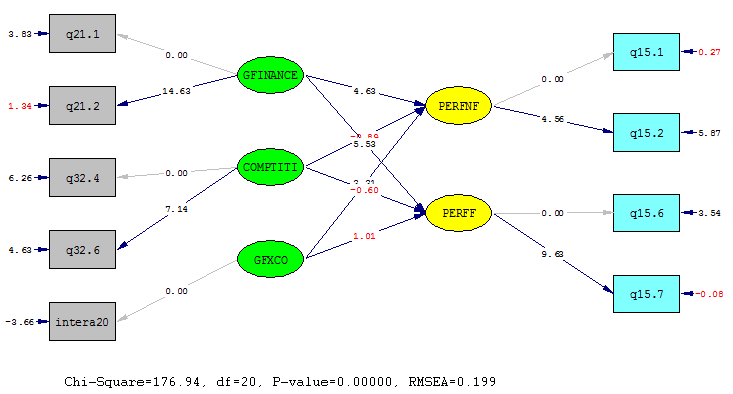 3.83
q21.1
0.00
GFINANCE
1.34
q21.2
14.63
6.26
q32.4
0.00
COMPTITI
7.14
4.63
q32.6
GFXCO
0.00
-3.66
intera20
4.63
5.53
-0.60
1.01
PERFNF
PERFF
0.00
q15.1
0.27
4.56
q15.2
5.87
0.00
q15.6
3.54
9.63
q15.7
-0.08
Chi-Square=176.94, df=20, P-value=0.00000, RMSEA=0.199